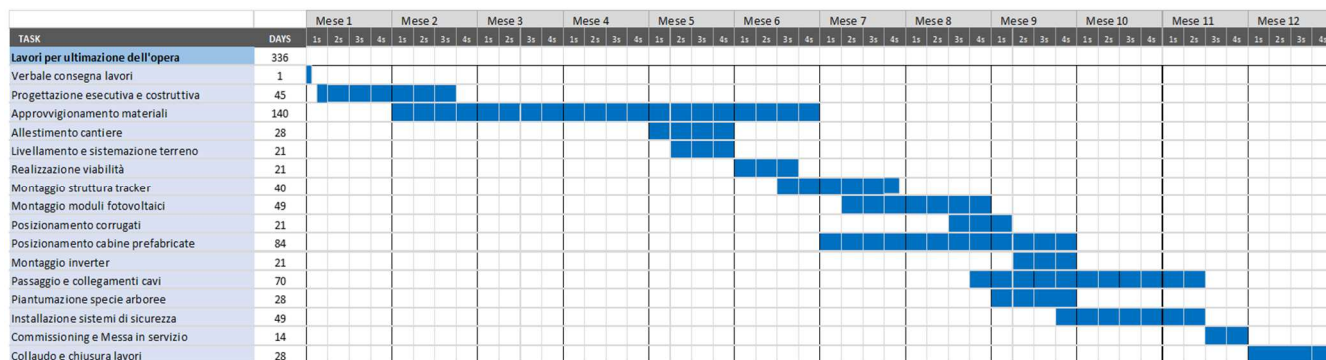 Mese 1 Mese 2 Mese 3 Mese 4 Mese 5 Mese 6 Mese 7 Mese 8 Mese 9 Mese 10 Mese 11 Mese 12
TASK DAYS 1s 2s 3s 4s 1s 2s 3s 4s 1s 2s 3s 4s 1s 2s 3s 4s 1s 2s 3s 4s 1s 2s 3s 4s 1s 2s 3s 4s 1s 2s 3s 4s 1s 2s 3s 4s 1s 2s 3s 4s 1s 2s 3s 4s 1s 2s 3s 4s
Lavori per ultimazione dell'opera 336
Verbale consegna lavori 1
Progettazione esecutiva e costruttiva 45
Approvvigionamento materiali 140
Allestimento cantiere 28
Livellamento e sistemazione terreno 21
Realizzazione viabilità 21
Montaggio struttura tracker 40
Montaggio moduli fotovoltaici 49
Posizionamento corrugati 21
Posizionamento cabine prefabricate 84
Montaggio inverter 21
Passaggio e collegamenti cavi 70
Piantumazione specie arboree 28
Installazione sistemi di sicurezza 49
Commissioning e Messa in servizio 14
Collaudo e chiusura lavori 28